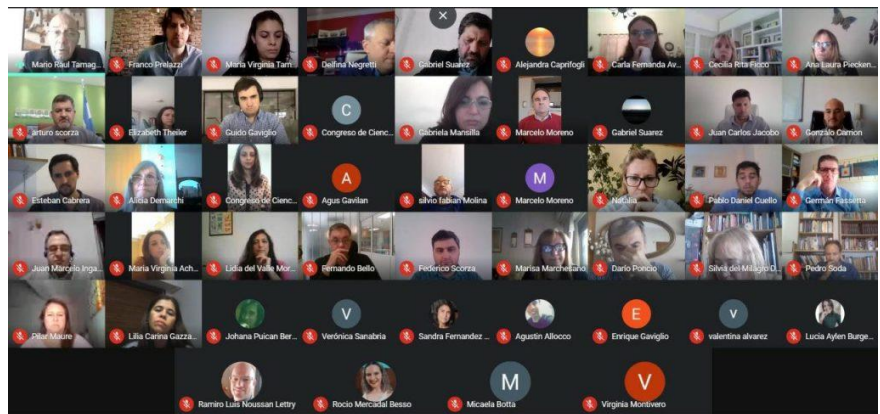 Mario Raul Tamag...
Franco Prelazzi
Maria Virginia Tarn
Delfina Negretti
Gabriel Suarez
Alejandra Caprifogli
Carla Fernanda Av...
Cecilia Rita Ficco
Ana Laura Piecken...
arturo scorza
Elizabeth Theiler
Guido Gaviglio
C
Congreso de Cienc...
Gabriela Mansilla
Marcelo Moreno
Gabriel Suarez
Juan Carlos Jacobo
Gonzalo Carrion
Esteban Cabrera
Alicia Demarchi
Congreso de Cienc...
A
Agus Gavilan
silvio fabian Molina
M
Marcelo Moreno
Natalia
Pablo Daniel Cuello
Germán Fassetta
Juan Marcelo Inga...
Maria Virginia Ach...
Lidia del Valle Mor...
Fernando Bello
Federico Scorza
Marisa Marchesano
Darío Poncio
Silvia del Milagro D...
Pedro Soda
Pilar Maure
Lilia Carina Gazza...
Johana Puican Ber...
V
Verónica Sanabria
Sandra Fernandez ...
Agustin Allocco
E
Enrique Gaviglio
v
valentina alvarez
Lucia Aylen Burge...
Ramiro Luis Noussan Lettry
Rocio Mercadal Besso
M
Micaela Botta
V
Virginia Montivero